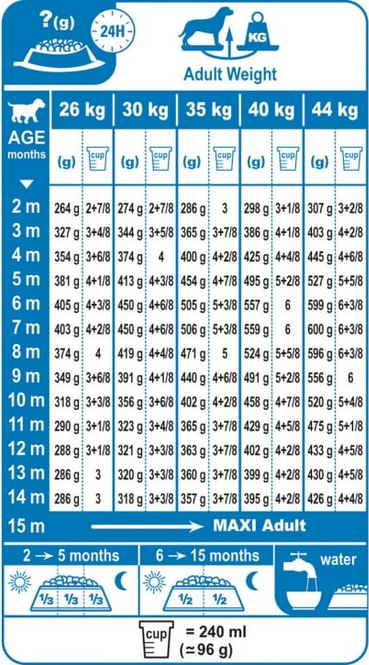 ?(g)
24H
KG
Adult Weight
26 kg 30 kg 35 kg 40 kg 44 kg
AGE
months
(g) cup (g) cup (g) cup (g) cup (g) cup
2 m 264 g 2+7/8 274 g 2+7/8 286 g 3 298 g 3+1/8 307 g 3+2/8
3 m 327 g 3+4/8 344 g 3+5/8 365 g 3+7/8 386 g 4+1/8 403 g 4+2/8
4 m 354 g 3+6/8 374 g 4 400 g 4+2/8 425 g 4+4/8 445 g 4+6/8
5 m 381 g 4+1/8 413 g 4+3/8 454 g 4+7/8 495 g 5+2/8 527 g 5+5/8
6 m 405 g 4+3/8 450 g 4+6/8 505 g 5+3/8 557 g 6 599 g 6+3/8
7 m 403 g 4+2/8 450 g 4+6/8 506 g 5+3/8 559 g 6 600 g 6+3/8
8 m 374 g 4 419 g 4+4/8 471 g 5 524 g 5+5/8 596 g 6+3/8
9 m 349 g 3+6/8 391 g 4+1/8 440 g 4+6/8 491 g 5+2/8 556 g 6
10 m 318 g 3+3/8 356 g 3+6/8 402 g 4+2/8 458 g 4+7/8 520 g 5+4/8
11 m 290 g 3+1/8 323 g 3+4/8 365 g 3+7/8 429 g 4+5/8 475 g 5+1/8
12 m 288 g 3+1/8 321 g 3+3/8 363 g 3+7/8 402 g 4+2/8 433 g 4+5/8
13 m 286 g 3 320 g 3+3/8 360 g 3+7/8 399 g 4+2/8 430 g 4+5/8
14 m 286 g 3 318 g 3+3/8 357 g 3+7/8 395 g 4+2/8 426 g 4+4/8
15 m MAXI Adult
2 → 5 months 6 → 15 months water
1/3 1/3 1/3 1/2 1/2
cup = 240 ml
(≃96 g)